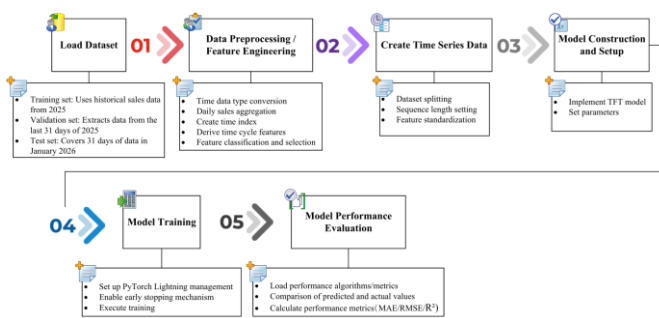 Load Dataset
01
Data Preprocessing /
Feature Engineering
02
Create Time Series Data
03
Model Construction
and Setup
• Training set: Uses historical sales data
from 2025
• Validation set: Extracts data from the
last 31 days of 2025
• Test set: Covers 31 days of data in
January 2026
• Time data type conversion
• Daily sales aggregation
• Create time index
• Derive time cycle features
• Feature classification and selection
• Dataset splitting
• Sequence length setting
• Feature standardization
• Implement TFT model
• Set parameters
04
Model Training
05
Model Performance
Evaluation
• Set up PyTorch Lightning management
• Enable early stopping mechanism
• Execute training
• Load performance algorithms/metrics
• Comparison of predicted and actual values
• Calculate performance metrics(MAE/RMSE/R²)